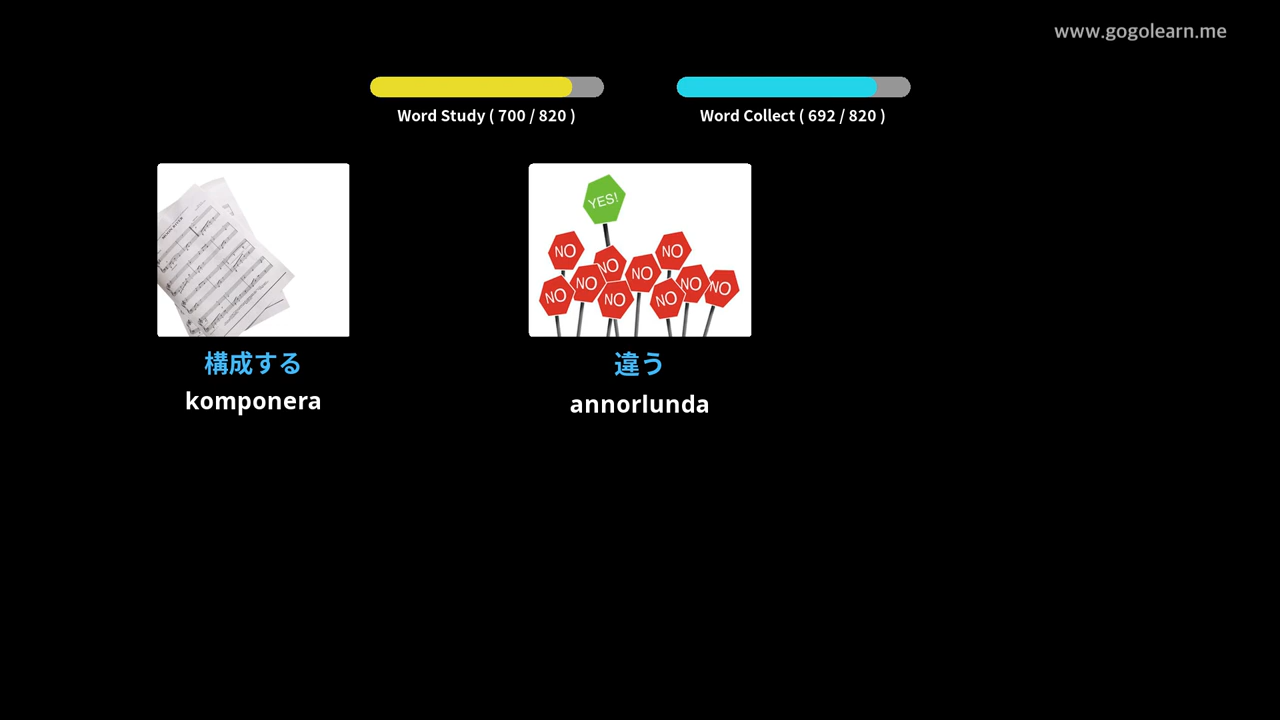 www.gogolearn.me
Word Study ( 700 / 820 )
Word Collect ( 692 / 820 )
YES!
NO
NO
NO
NO
NO
NO
NO
NO
NO
NO
構成する
違う
komponera
annorlunda